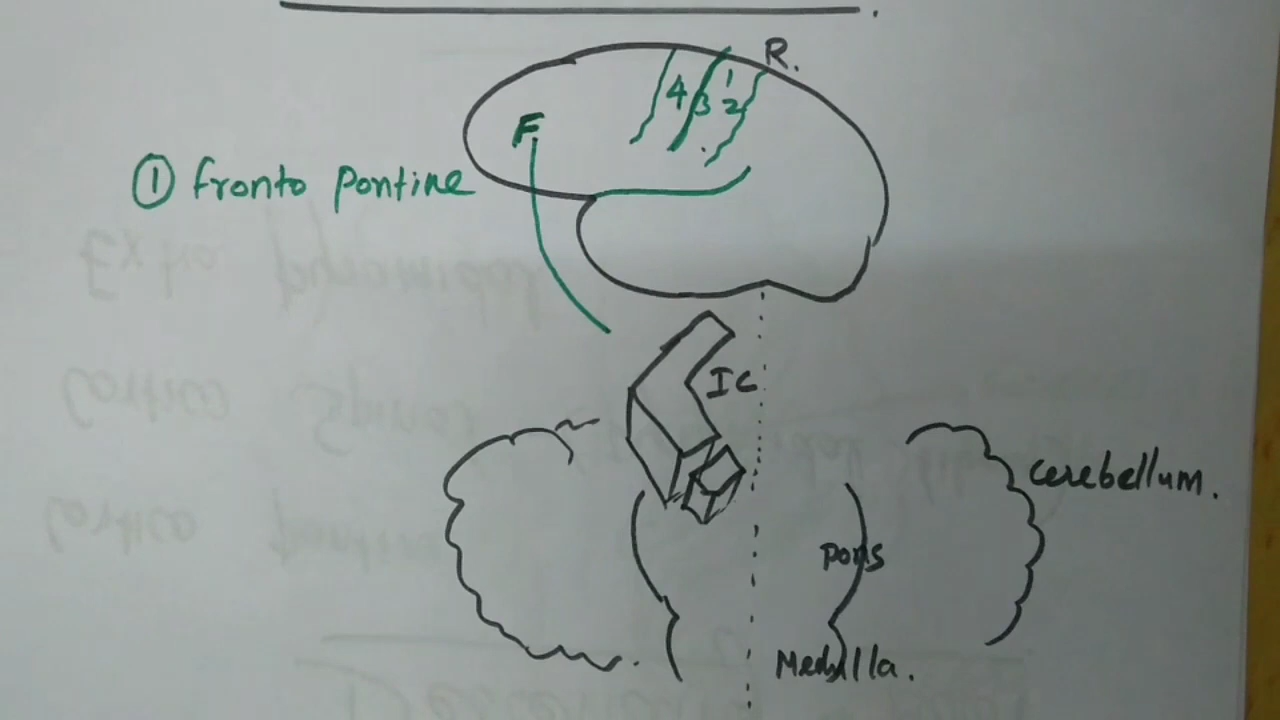 R.
4 3 1
2
F
① fronto pontine
IC
cerebellum.
Pons
Medulla.